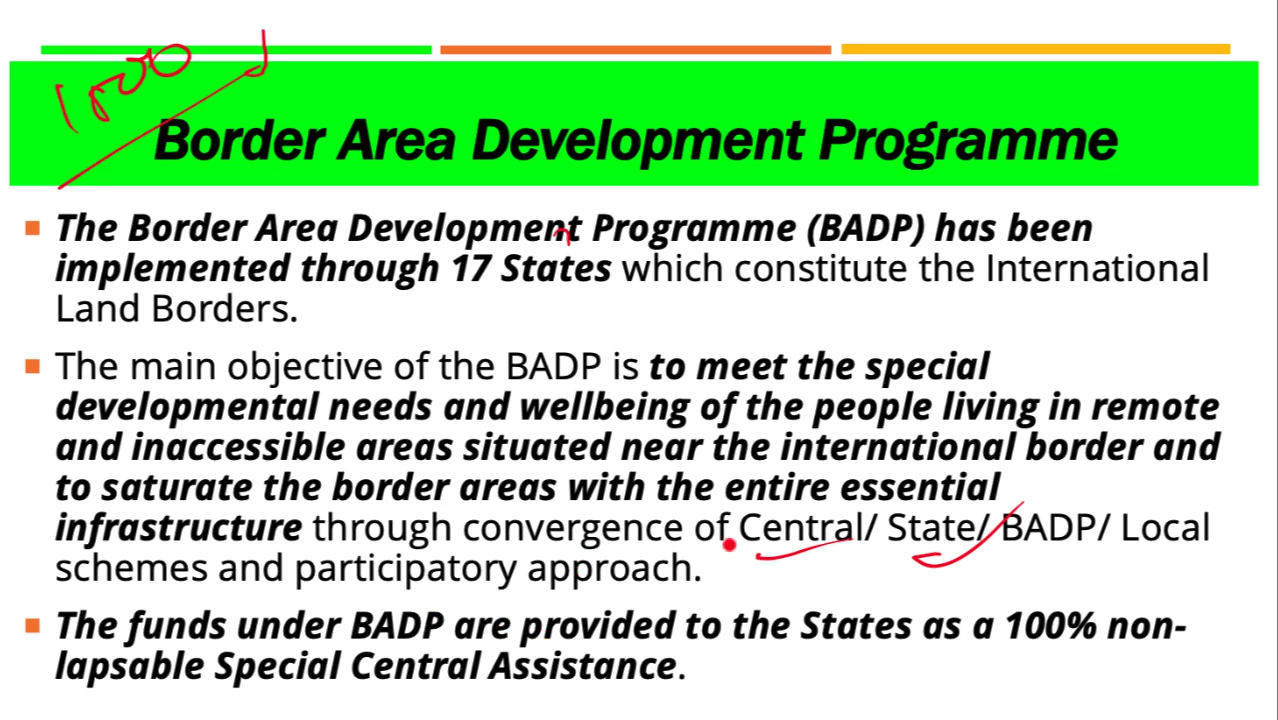 Border Area Development Programme
The Border Area Development Programme (BADP) has been
implemented through 17 States which constitute the International
Land Borders.
The main objective of the BADP is to meet the special
developmental needs and wellbeing of the people living in remote
and inaccessible areas situated near the international border and
to saturate the border areas with the entire essential
infrastructure through convergence of Central/ State/ BADP/ Local
schemes and participatory approach.
The funds under BADP are provided to the States as a 100% non-
lapsable Special Central Assistance.